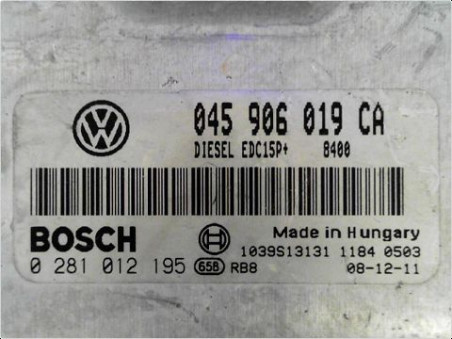 045 906 019 CA
DIESEL EDC15P+ 8400
BOSCH Made in Hungary
1039S13131 1184 0503
0 281 012 195 658 RB8 08-12-11